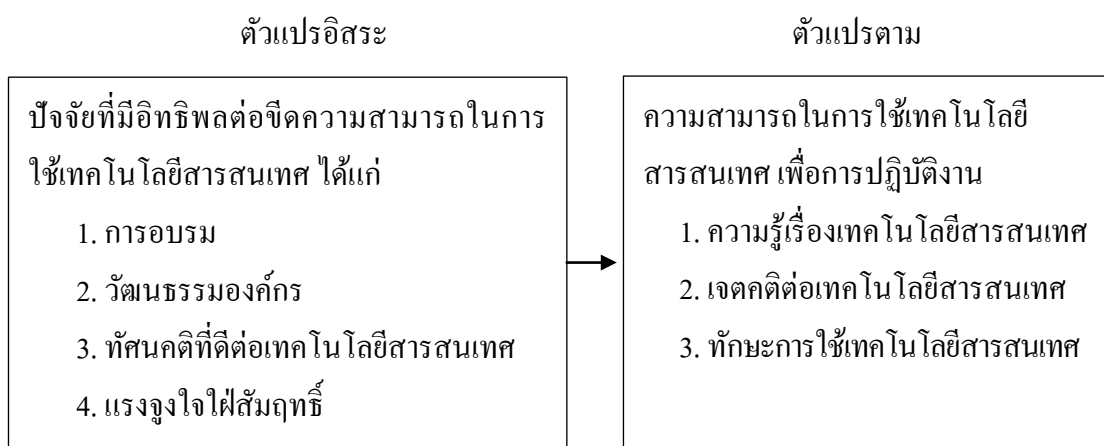 ตัวแปรอิสระ
ตัวแปรตาม
ปัจจัยที่มีอิทธิพลต่อขีดความสามารถในการ
ใช้เทคโนโลยีสารสนเทศ ได้แก่
1. การอบรม
2. วัฒนธรรมองค์กร
3. ทัศนคติที่ดีต่อเทคโนโลยีสารสนเทศ
4. แรงจูงใจใฝ่สัมฤทธิ์
ความสามารถในการใช้เทคโนโลยี
สารสนเทศ เพื่อการปฏิบัติงาน
1. ความรู้เรื่องเทคโนโลยีสารสนเทศ
2. เจตคติต่อเทคโนโลยีสารสนเทศ
3. ทักษะการใช้เทคโนโลยีสารสนเทศ